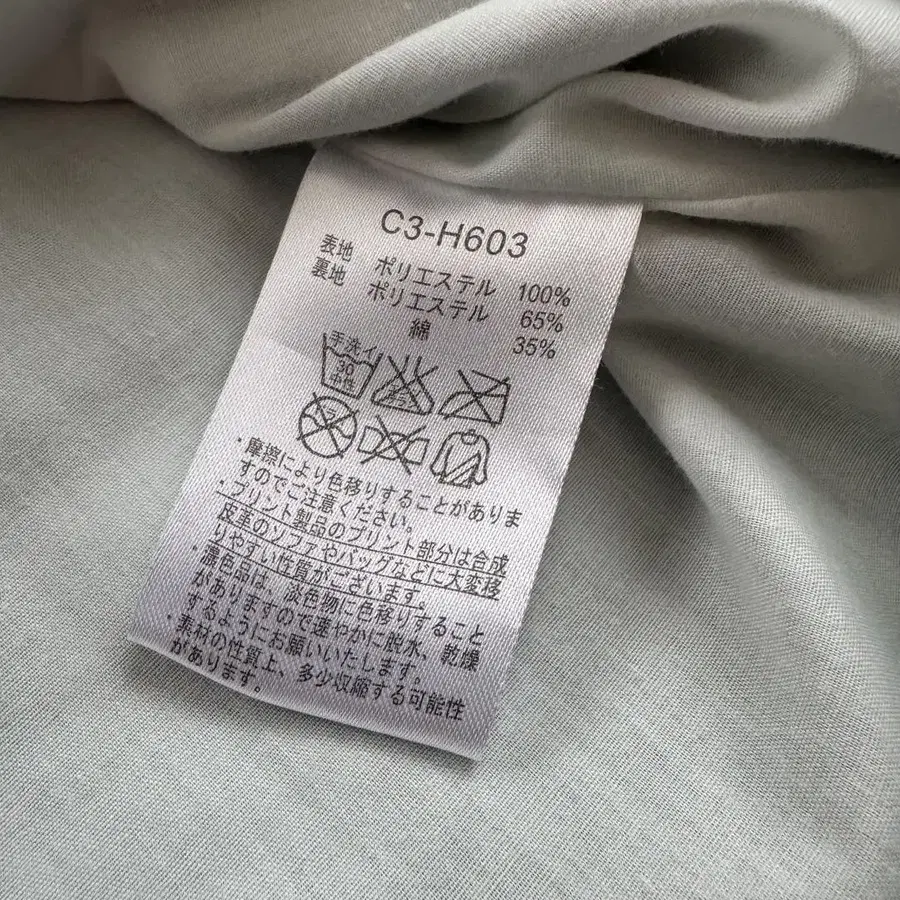 C3-H603
表地 ポリエステル 100%
裏地 ポリエステル 65%
綿 35%
手洗イ
30
中性
・摩擦により色移りすることがありま
すのでご注意ください。
・プリント製品のプリント部分は合成
皮革のソファやバッグなどに大変移
りやすい性質がございます。
・濃色品は、淡色物に色移りすること
がありますので速やかに脱水、乾燥
するようにお願いいたします。
・素材の性質上、多少収縮する可能性
があります。